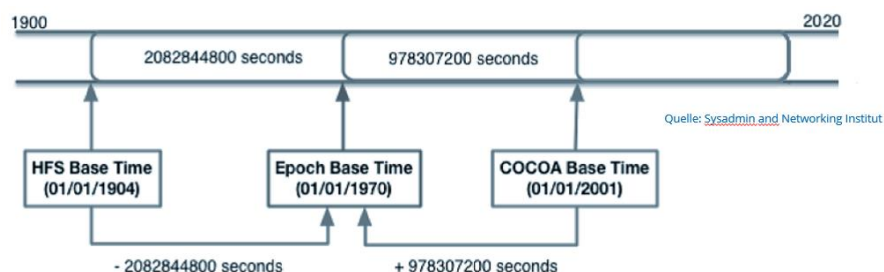 1900
2020
2082844800 seconds
978307200 seconds
Quelle: Sysadmin and Networking Institut
HFS Base Time
(01/01/1904)
Epoch Base Time
(01/01/1970)
COCOA Base Time
(01/01/2001)
- 2082844800 seconds
+ 978307200 seconds